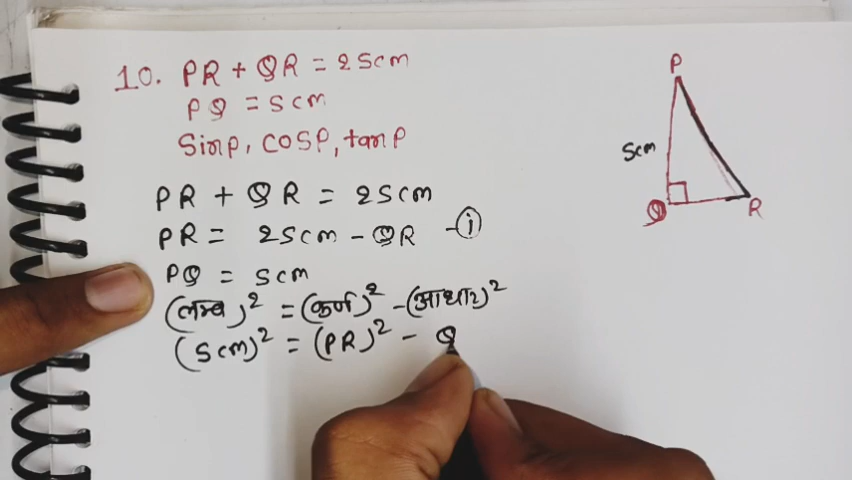 10. PR + QR = 25cm
PQ = 5cm
SinP, COSP, tanP
PR + QR = 25cm
PR = 25cm - QR - (i)
PQ = 5cm
(लम्ब)² = (कर्ण)² - (आधार)²
(5cm)² = (PR)² - Q
P
5cm
Q
R